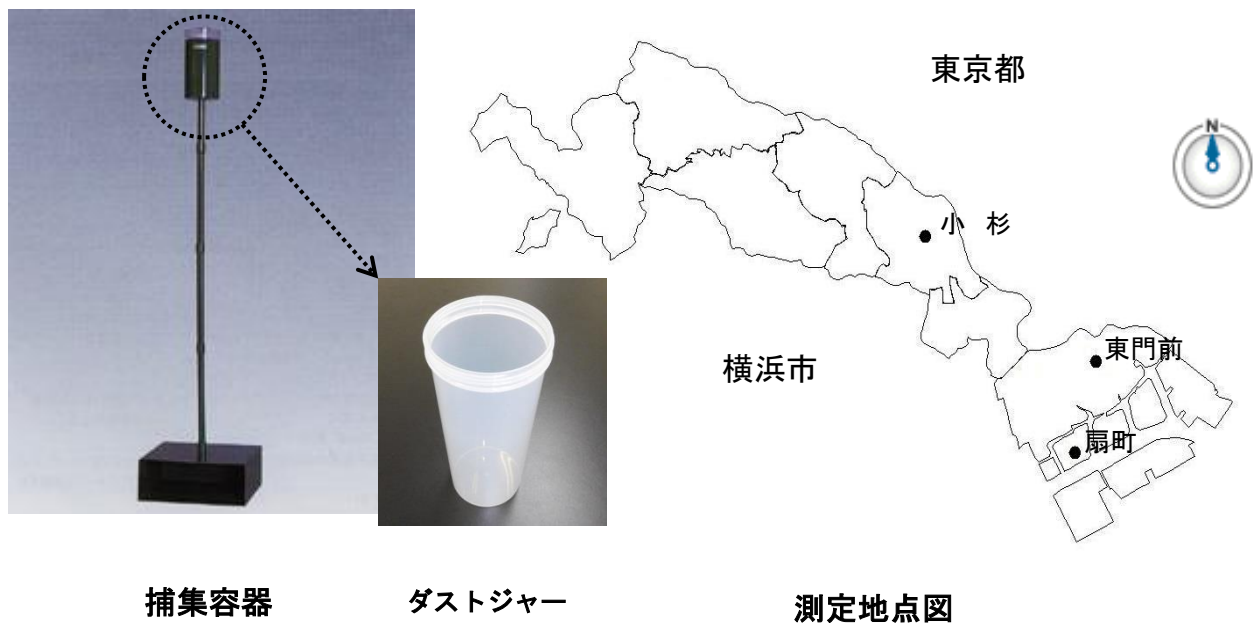 東京都
N
小 杉
横浜市
東門前
扇町
捕集容器
ダストジャー
測定地点図